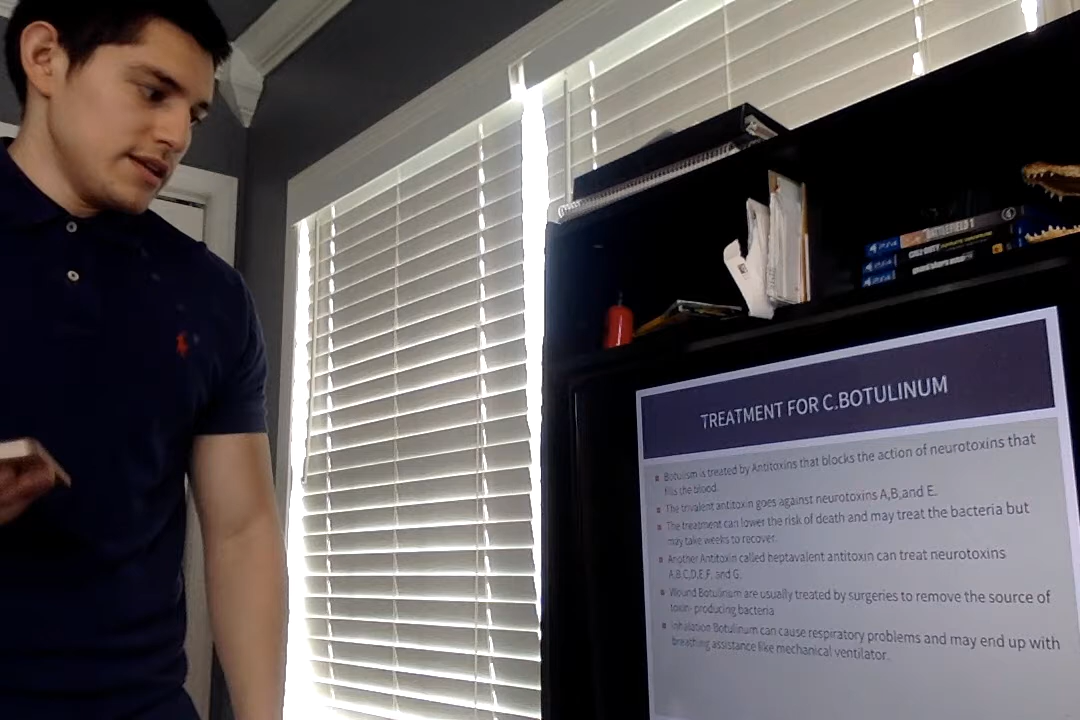 PS4 BATTLEFIELD 1
PS4 CALL OF DUTY
PS4
TREATMENT FOR C.BOTULINUM
Botulism is treated by Antitoxins that blocks the action of neurotoxins that
fills the blood.
The trivalent antitoxin goes against neurotoxins A,B,and E.
The treatment can lower the risk of death and may treat the bacteria but
may take weeks to recover.
Another Antitoxin called heptavalent antitoxin can treat neurotoxins
A,B,C,D,E,F, and G.
Wound Botulinum are usually treated by surgeries to remove the source of
toxin- producing bacteria
Inhalation Botulinum can cause respiratory problems and may end up with
breathing assistance like mechanical ventilator.